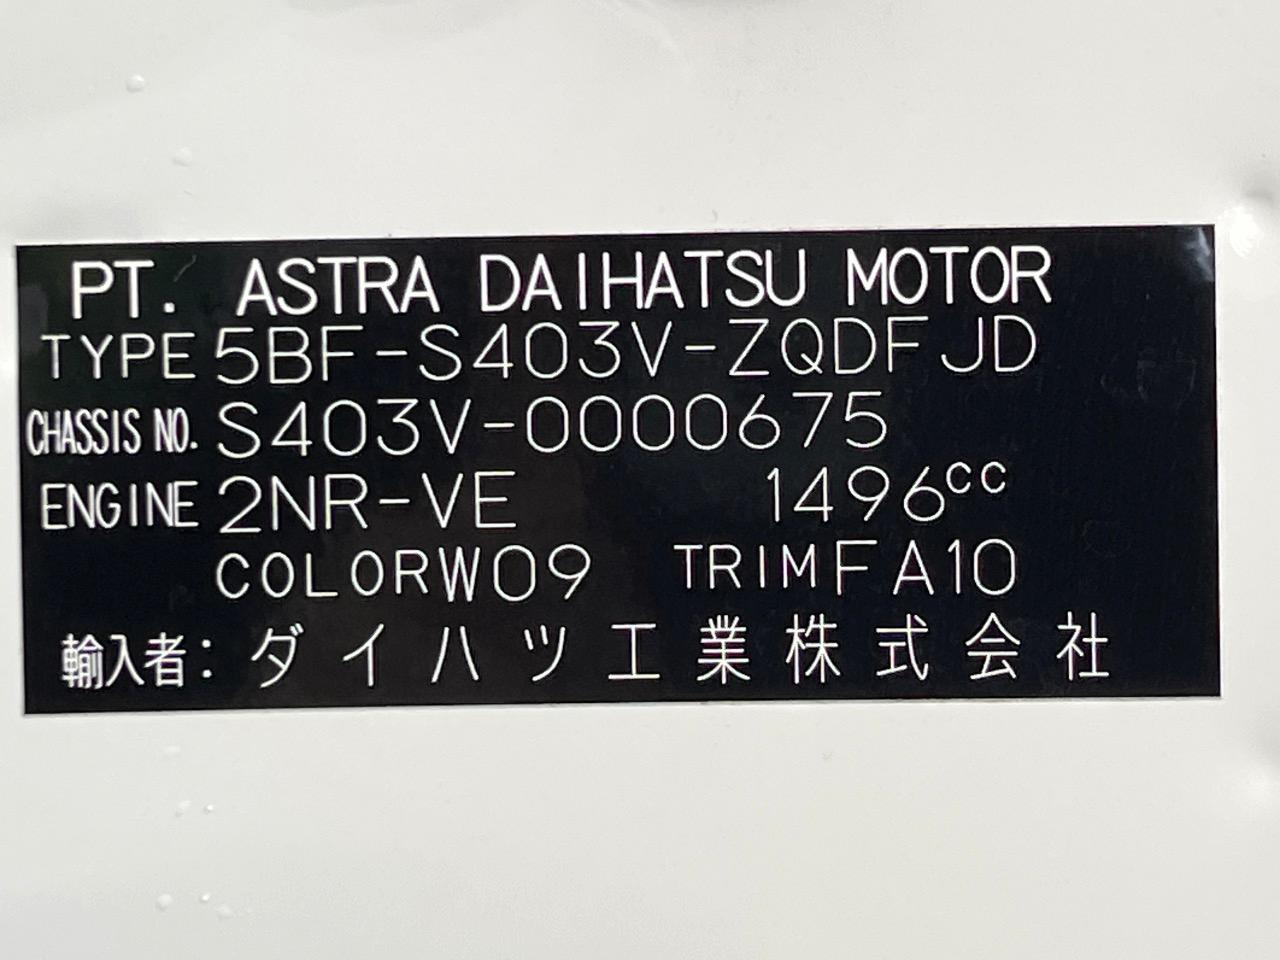 PT. ASTRA DAIHATSU MOTOR
TYPE 5BF-S403V-ZQDFJD
CHASSIS NO. S403V-0000675
ENGINE 2NR-VE 1496cc
COLOR W09 TRIM FA10
輸入者：ダイハツ工業株式会社